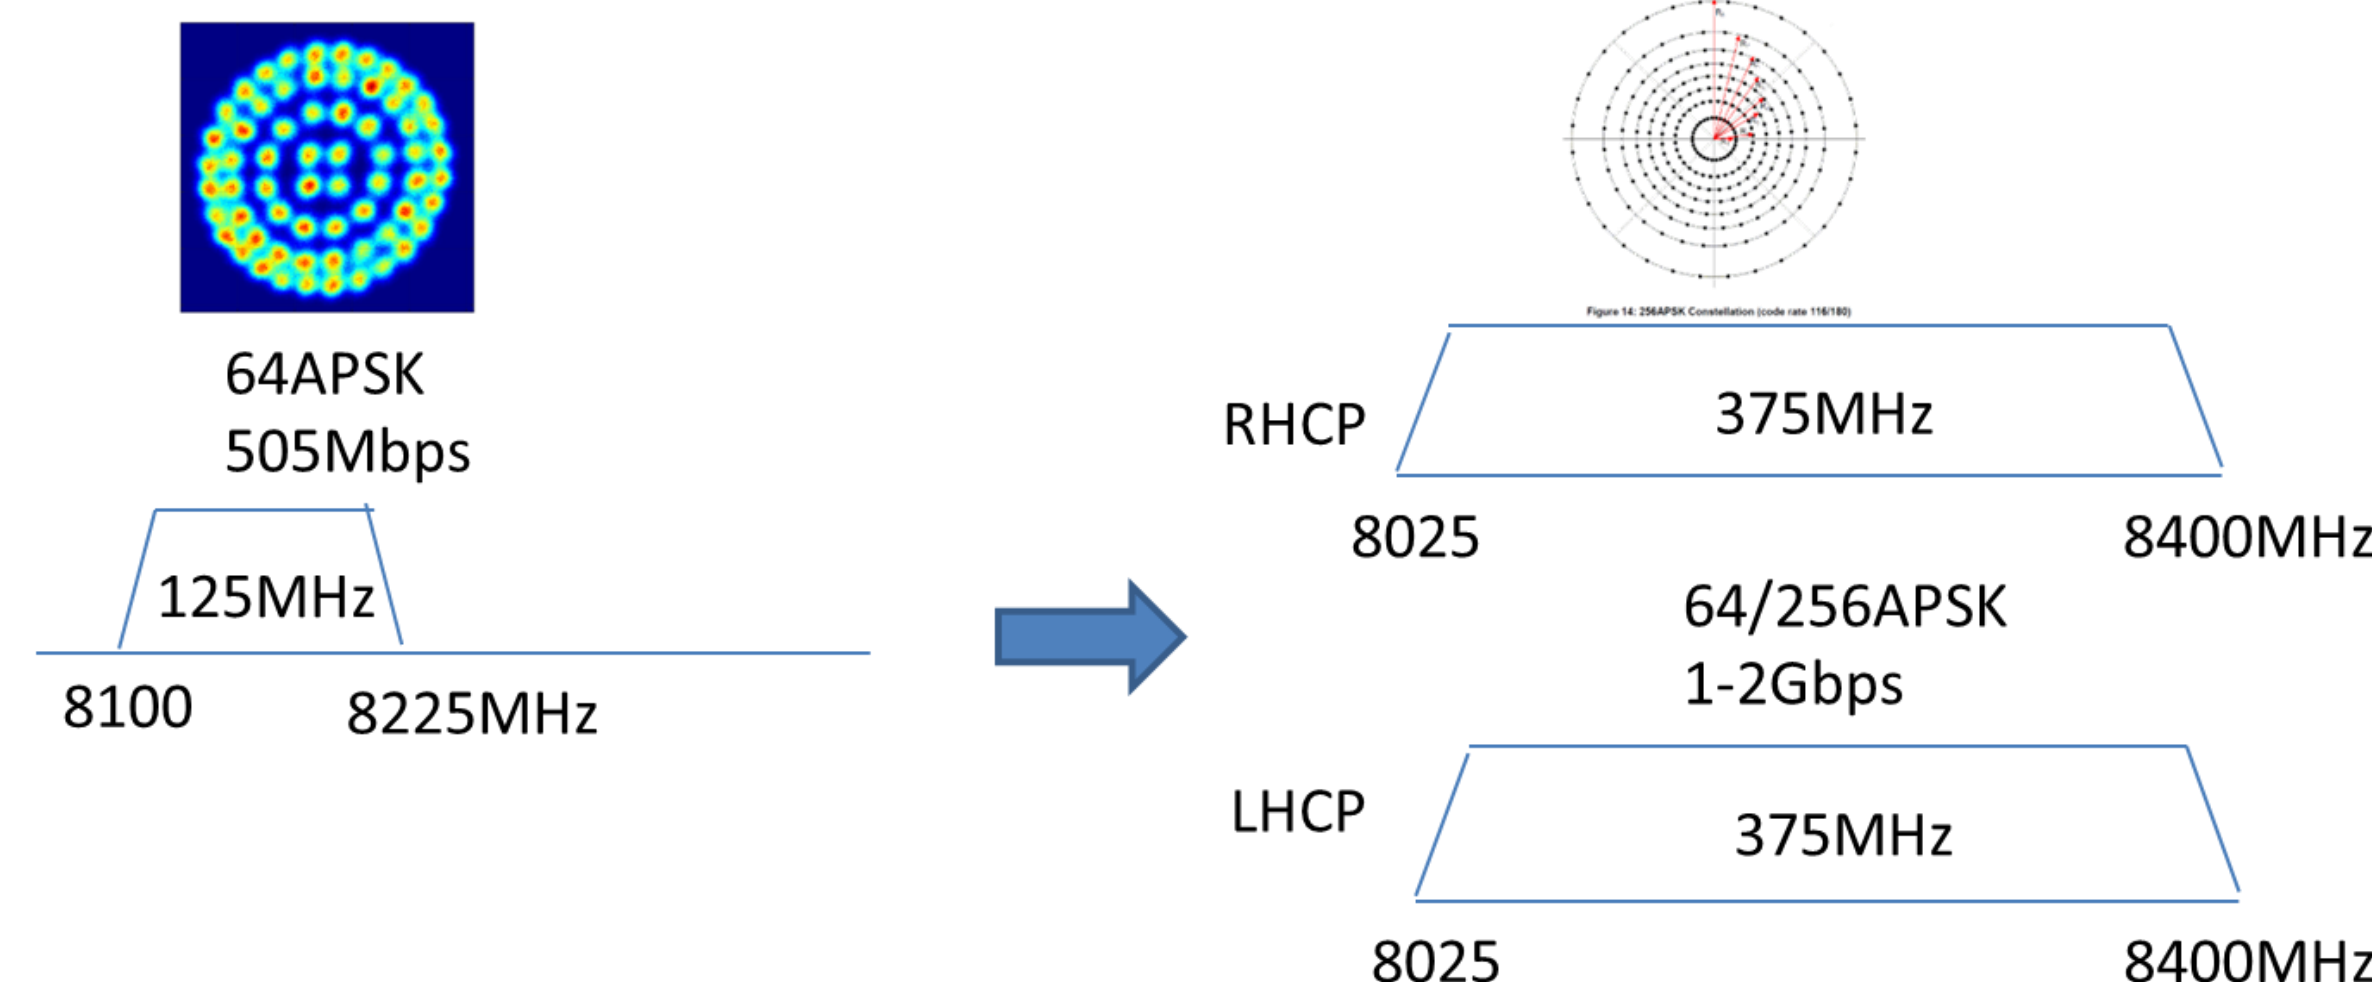 64APSK
505Mbps
125MHz
8100
8225MHz
Figure 14: 256APSK Constellation (code rate 116/180)
RHCP
375MHz
8025
8400MHz
64/256APSK
1-2Gbps
LHCP
375MHz
8025
8400MHz